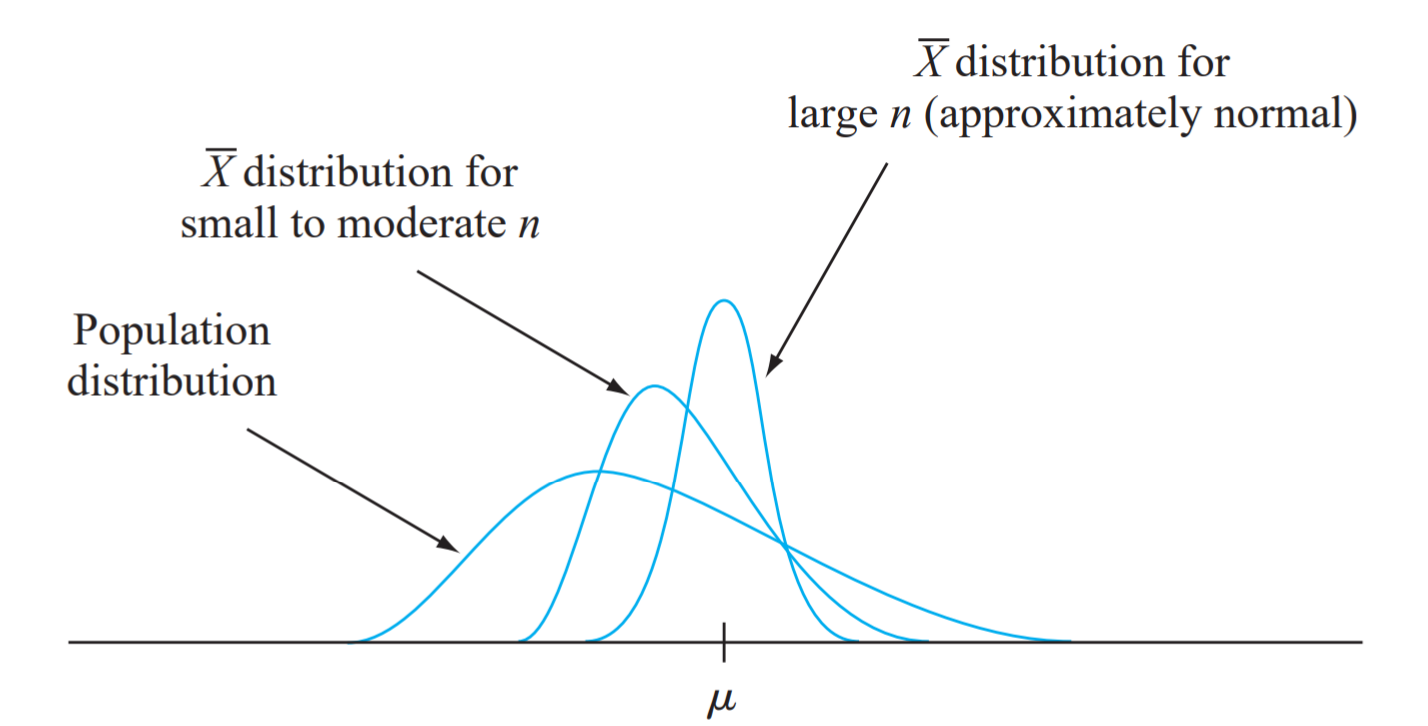 X̅ distribution for
large n (approximately normal)
X̅ distribution for
small to moderate n
Population
distribution
μ